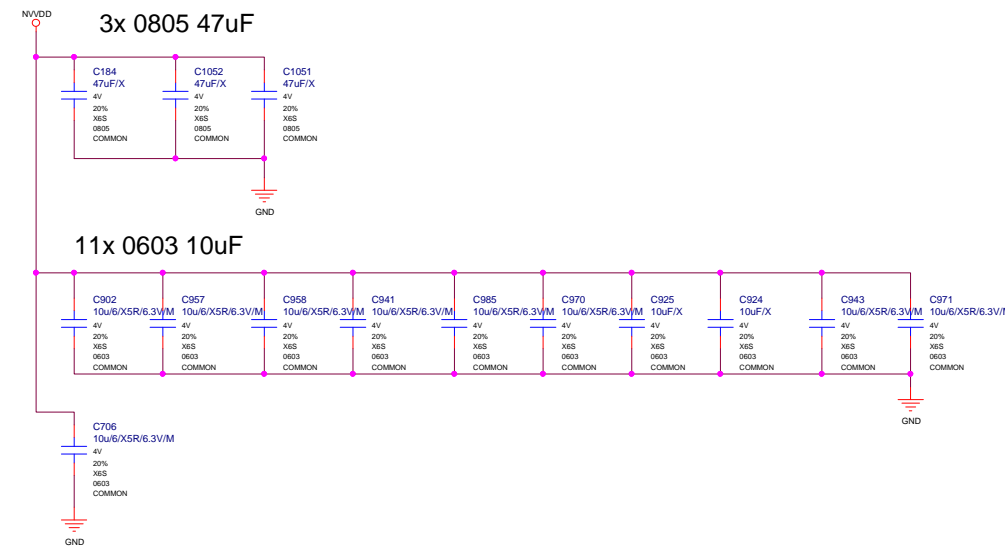 NVVDD
3x 0805 47uF
C184
47uF/X
4V
20%
X6S
0805
COMMON
C1052
47uF/X
4V
20%
X6S
0805
COMMON
C1051
47uF/X
4V
20%
X6S
0805
COMMON
GND
11x 0603 10uF
C902
10u/6/X5R/6.3V/M
4V
20%
X6S
0603
COMMON
C957
10u/6/X5R/6.3V/M
4V
20%
X6S
0603
COMMON
C958
10u/6/X5R/6.3V/M
4V
20%
X6S
0603
COMMON
C941
10u/6/X5R/6.3V/M
4V
20%
X6S
0603
COMMON
C985
10u/6/X5R/6.3V/M
4V
20%
X6S
0603
COMMON
C970
10u/6/X5R/6.3V/M
4V
20%
X6S
0603
COMMON
C925
10uF/X
4V
20%
X6S
0603
COMMON
C924
10uF/X
4V
20%
X6S
0603
COMMON
C943
10u/6/X5R/6.3V/M
4V
20%
X6S
0603
COMMON
C971
10u/6/X5R/6.3V/M
4V
20%
X6S
0603
COMMON
GND
C706
10u/6/X5R/6.3V/M
4V
20%
X6S
0603
COMMON
GND